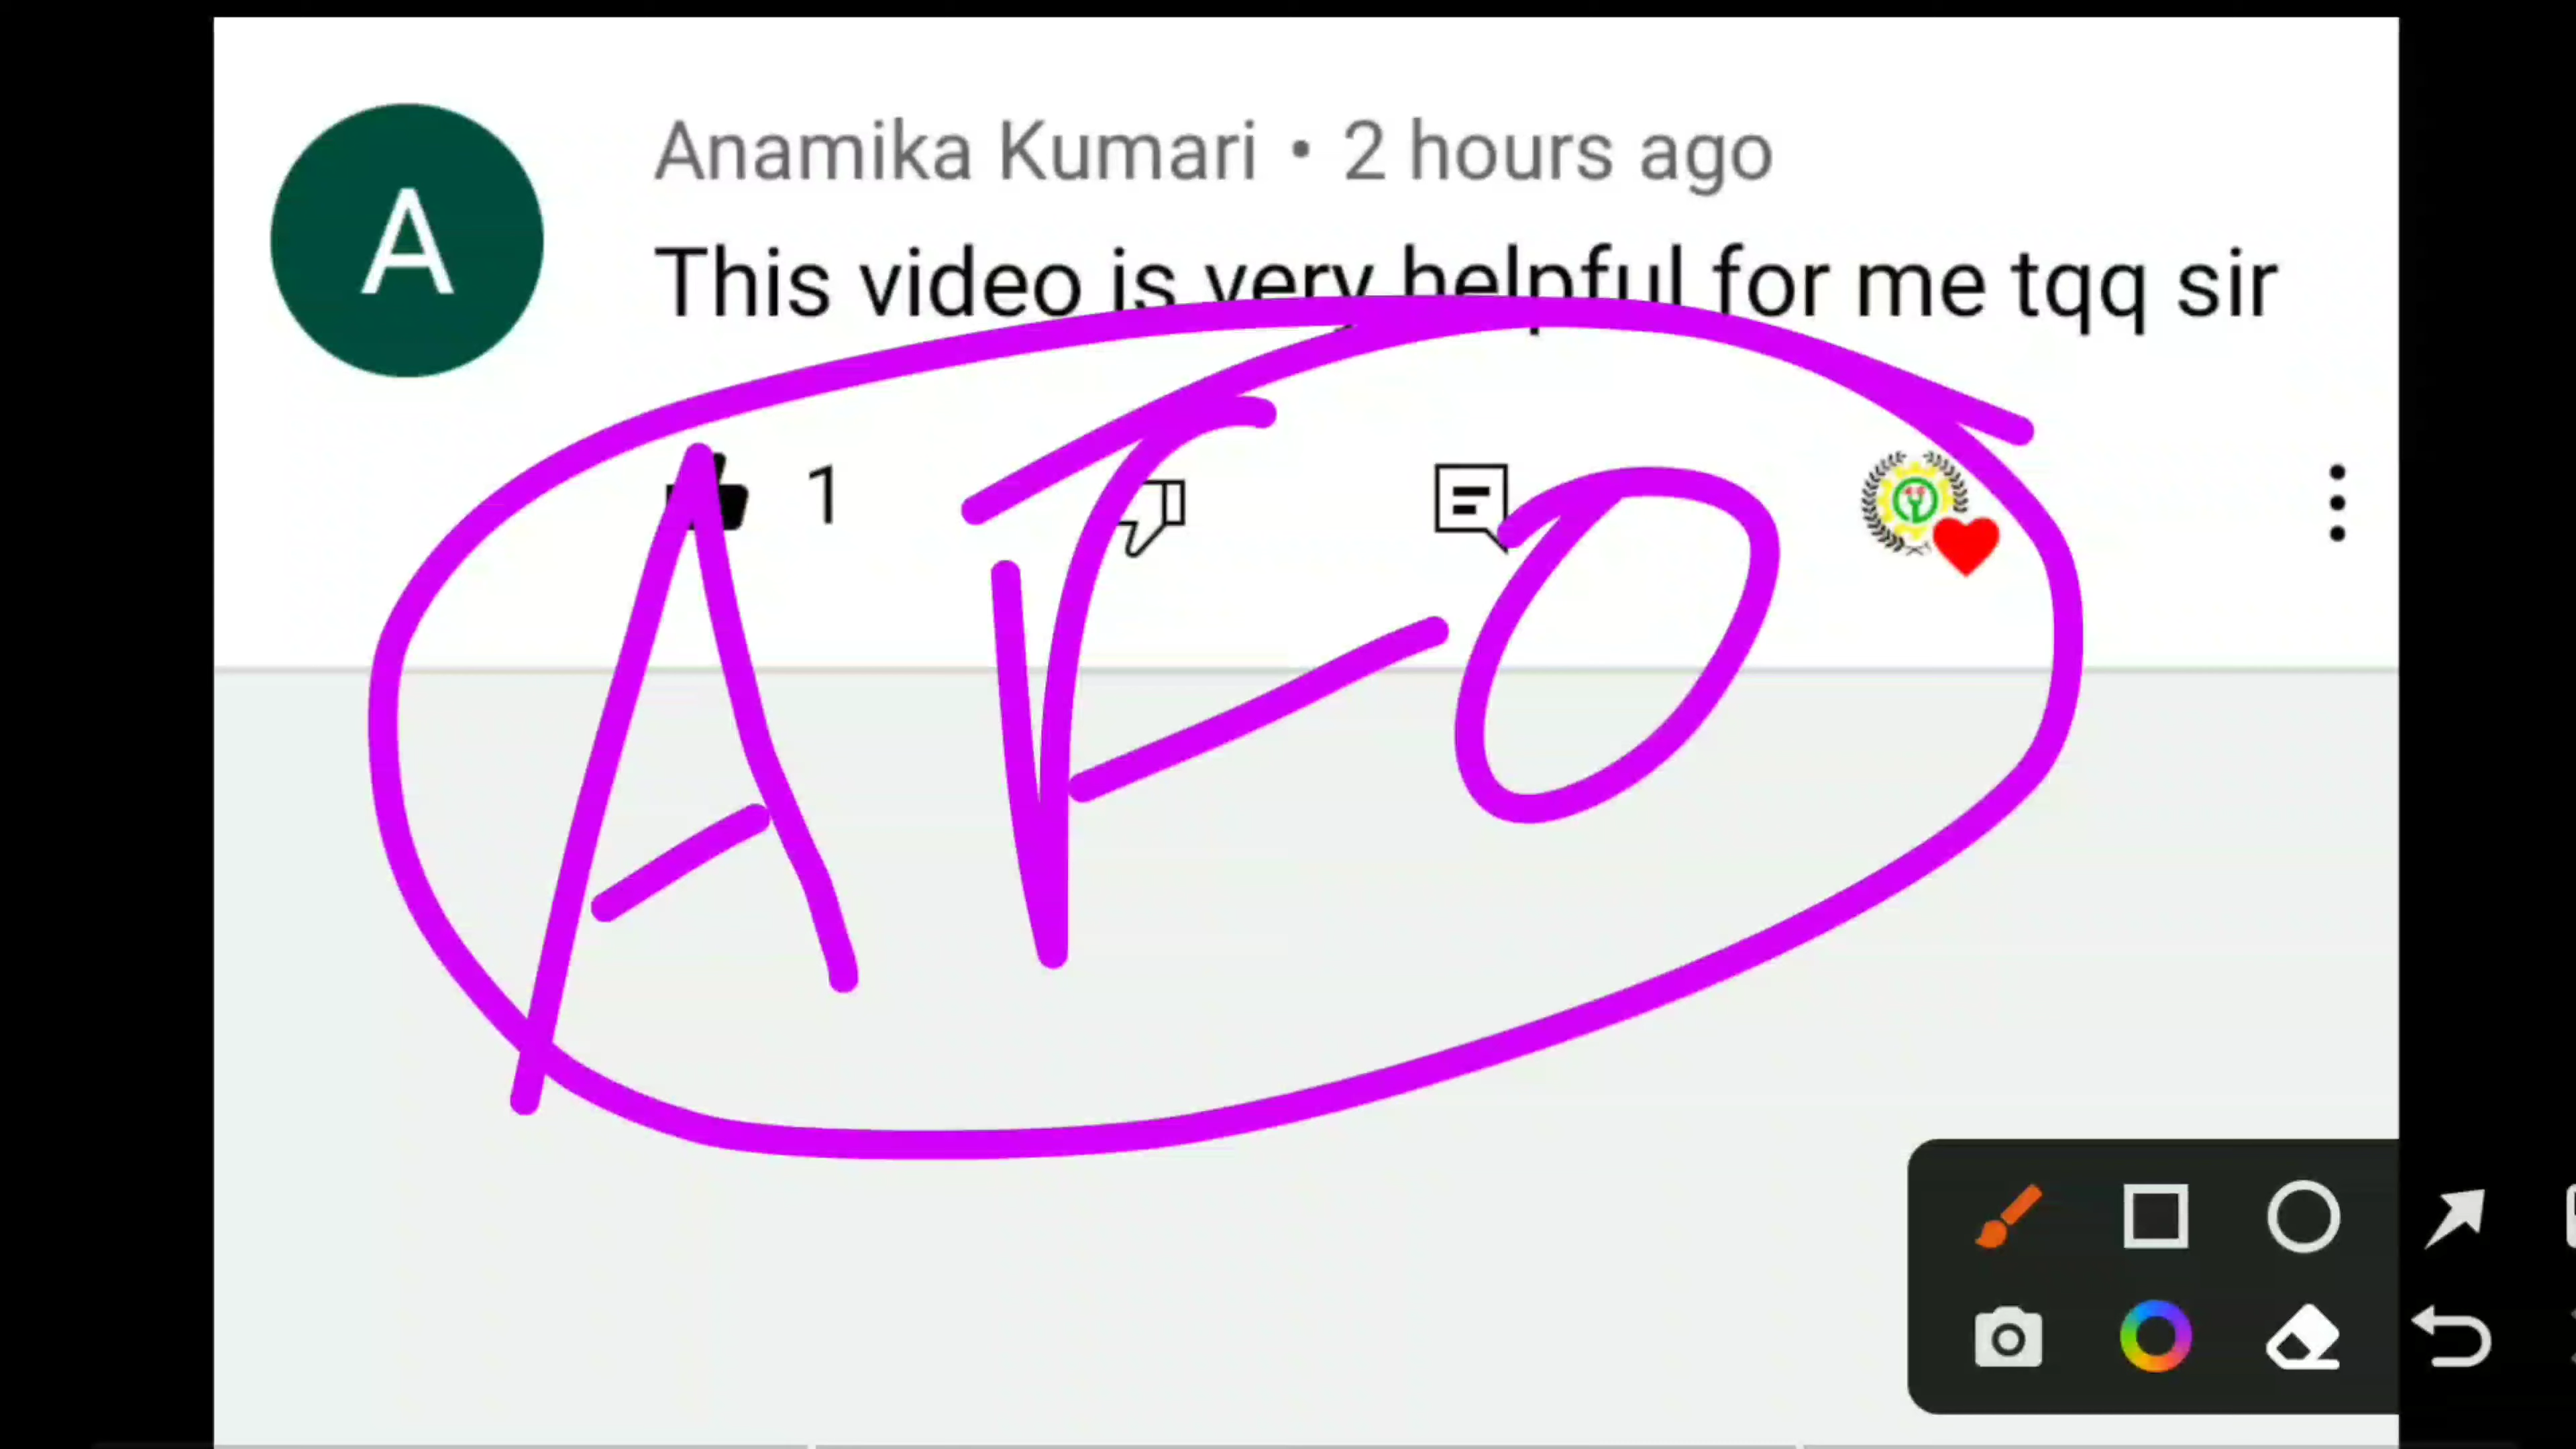 A
Anamika Kumari • 2 hours ago
This video is very helpful for me tqq sir
1
AFO